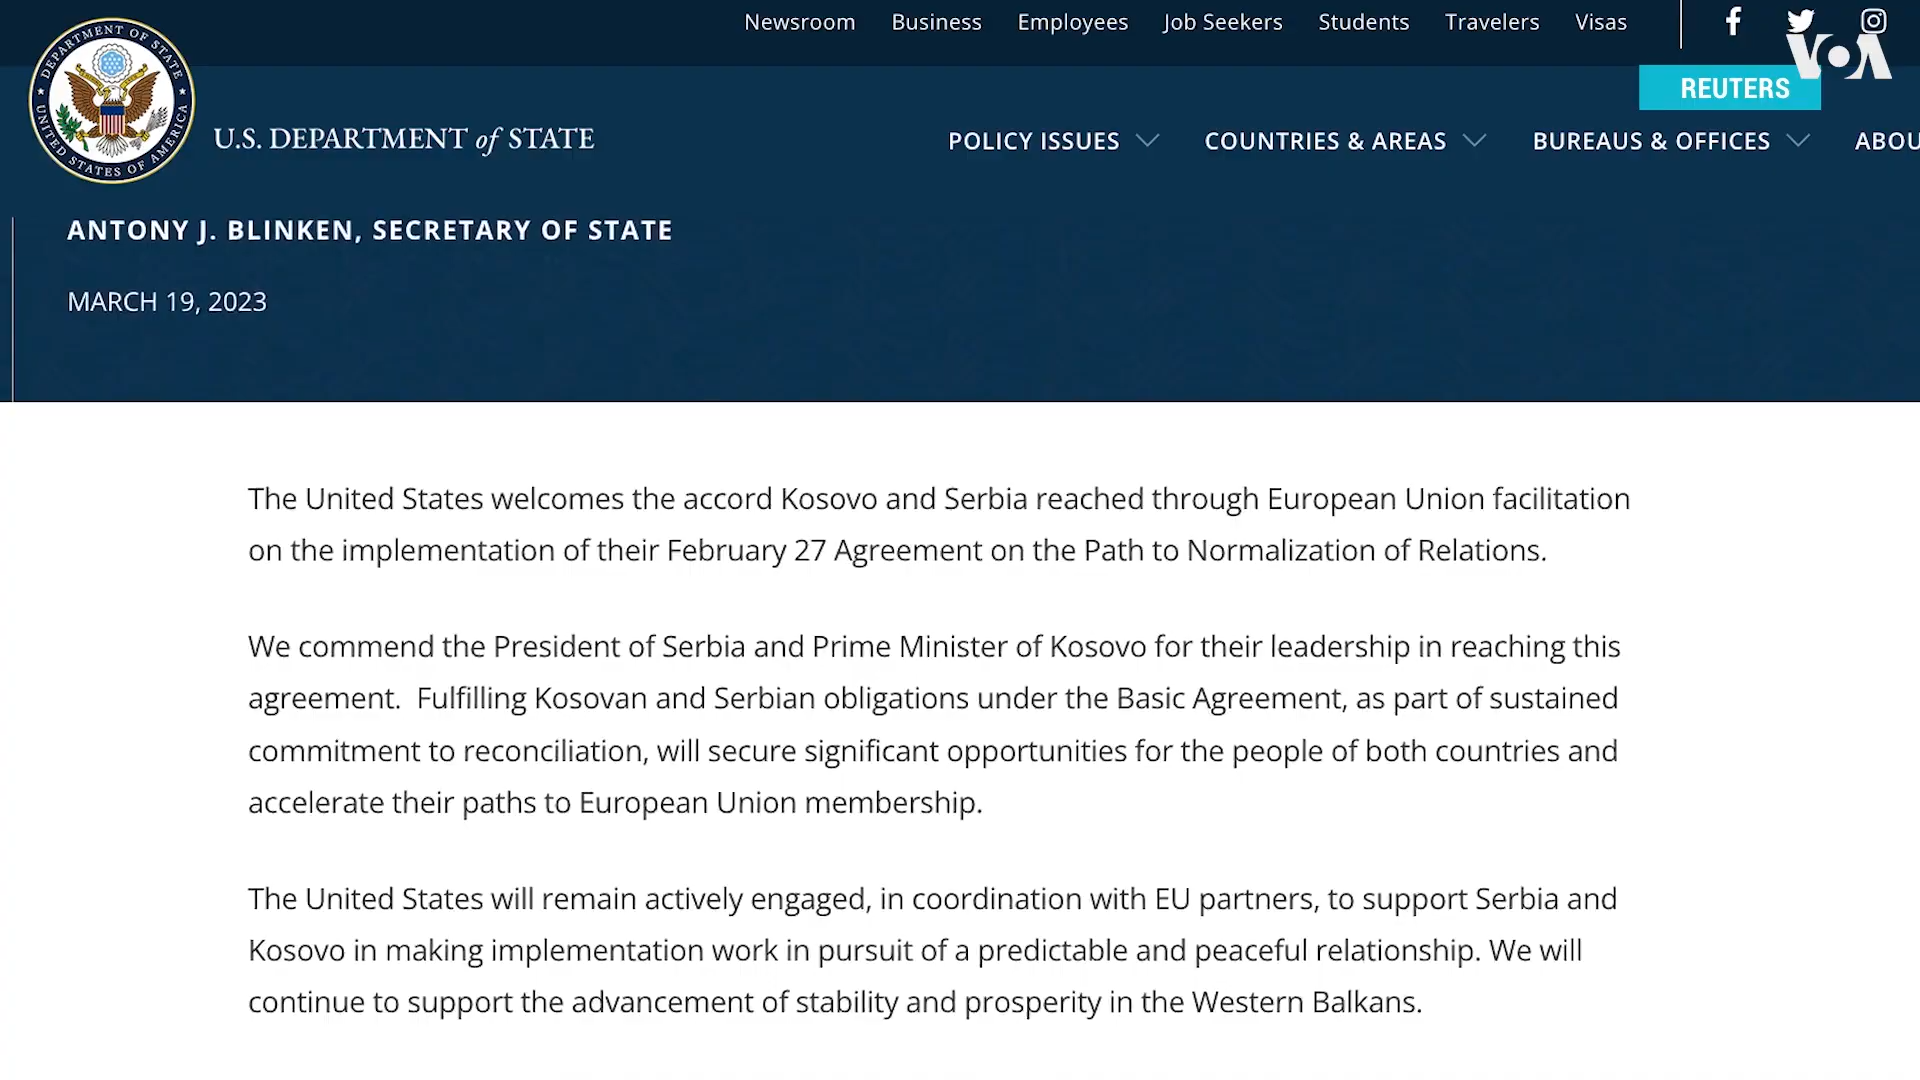 Newsroom Business Employees Job Seekers Students Travelers Visas
VOA
REUTERS
DEPARTMENT OF STATE
UNITED STATES OF AMERICA
U.S. DEPARTMENT of STATE
POLICY ISSUES COUNTRIES & AREAS BUREAUS & OFFICES ABOU
ANTONY J. BLINKEN, SECRETARY OF STATE
MARCH 19, 2023
The United States welcomes the accord Kosovo and Serbia reached through European Union facilitation
on the implementation of their February 27 Agreement on the Path to Normalization of Relations.
We commend the President of Serbia and Prime Minister of Kosovo for their leadership in reaching this
agreement.  Fulfilling Kosovan and Serbian obligations under the Basic Agreement, as part of sustained
commitment to reconciliation, will secure significant opportunities for the people of both countries and
accelerate their paths to European Union membership.
The United States will remain actively engaged, in coordination with EU partners, to support Serbia and
Kosovo in making implementation work in pursuit of a predictable and peaceful relationship. We will
continue to support the advancement of stability and prosperity in the Western Balkans.